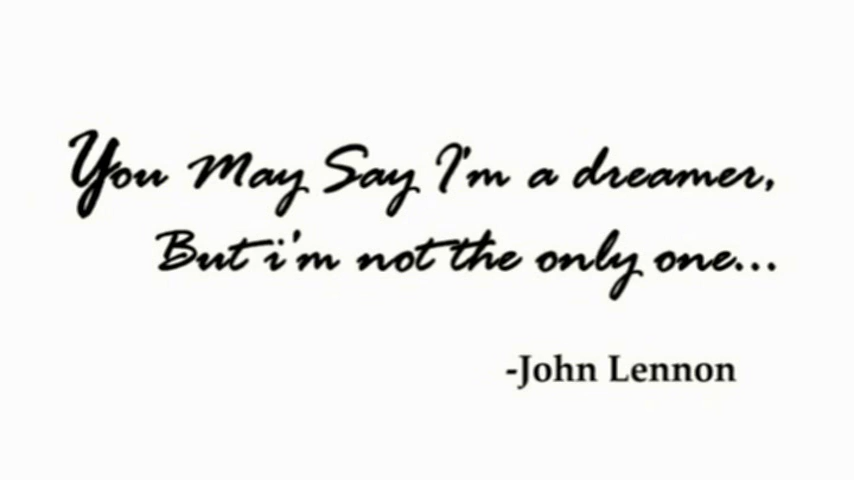 You May Say I'm a dreamer,
But i'm not the only one...
-John Lennon